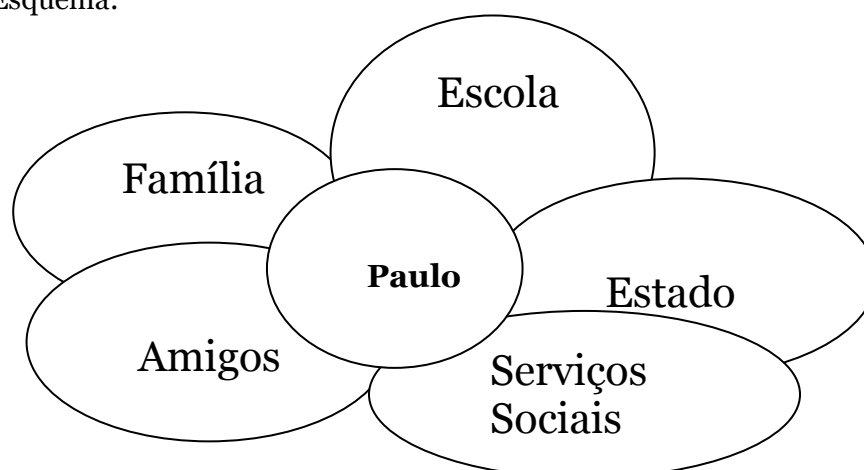 Esquema:
Escola
Família
Paulo
Estado
Amigos
Serviços
Sociais